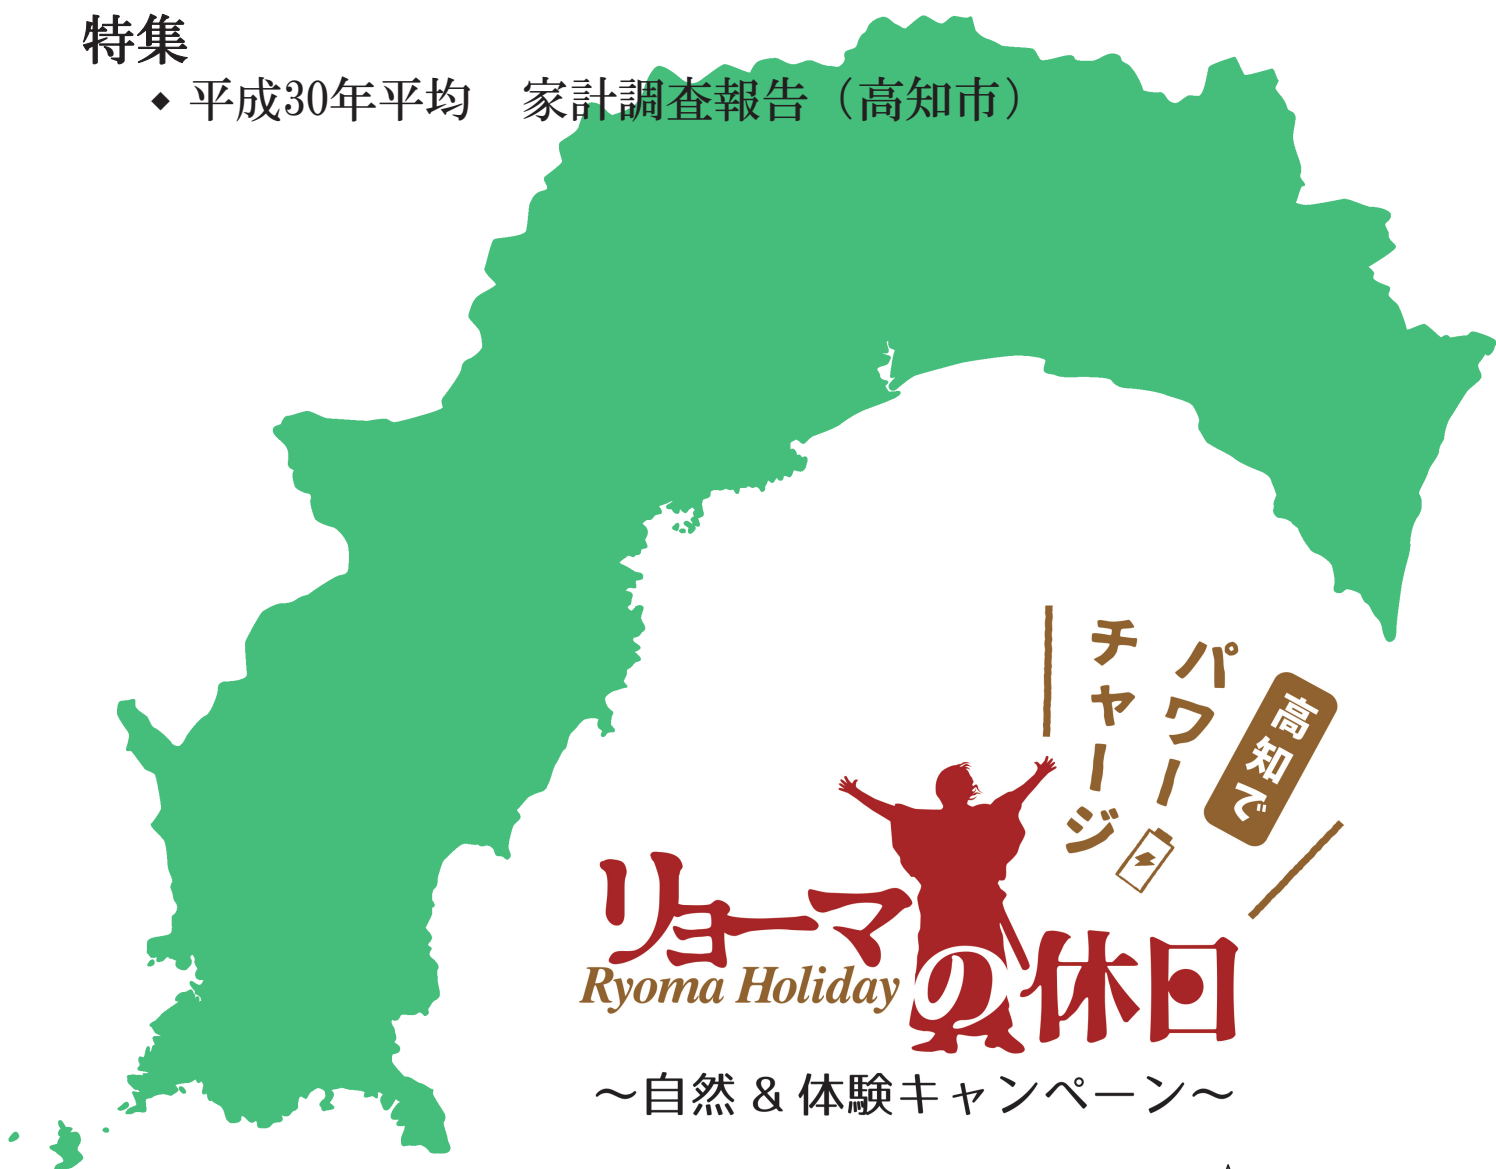 特集
◆ 平成30年平均　家計調査報告（高知市）
高知で
パワー
チャージ
リョーマの休日
Ryoma Holiday
～自然 & 体験キャンペーン～